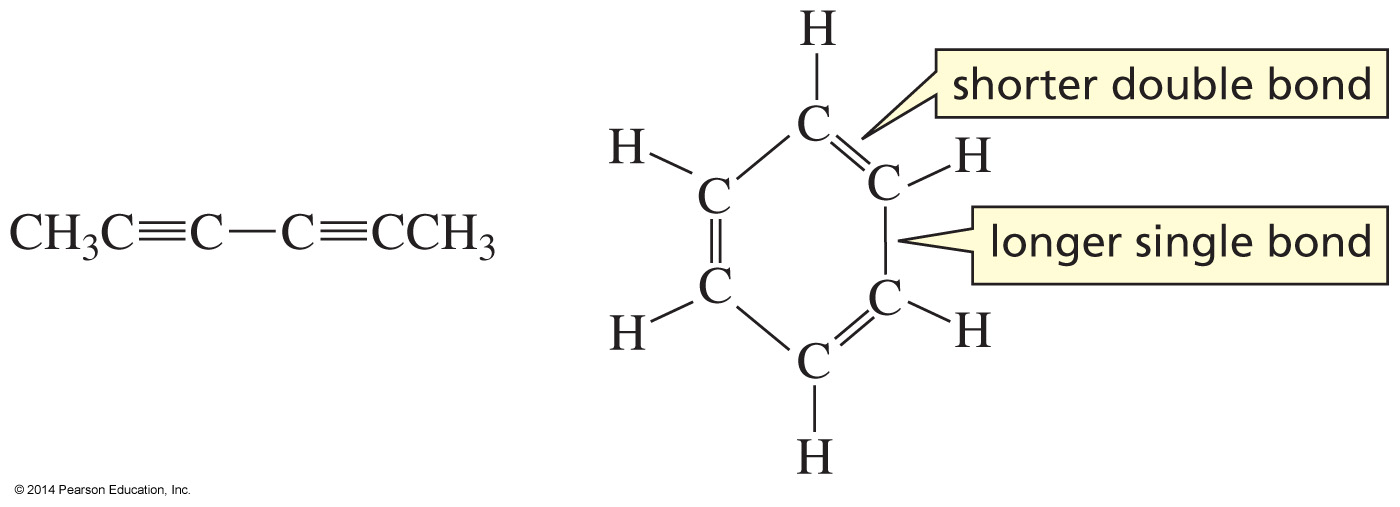 H
shorter double bond
C
H
H
C
C
CH₃C≡C—C≡CCH₃
longer single bond
C
C
H
H
C
H
© 2014 Pearson Education, Inc.